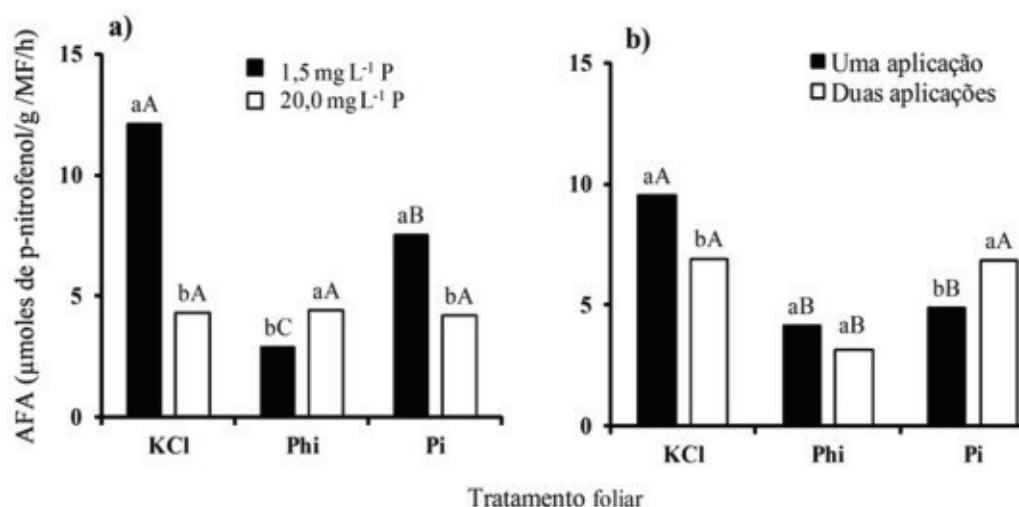 AFA (µmoles de p-nitrofenol/g /MF/h)
a)
15
10
5
0
1,5 mg L⁻¹ P
20,0 mg L⁻¹ P
aA
bA
bC
aA
aB
bA
KCl Phi Pi
b)
15
10
5
0
Uma aplicação
Duas aplicações
aA
bA
aB
aB
bB
aA
KCl Phi Pi
Tratamento foliar